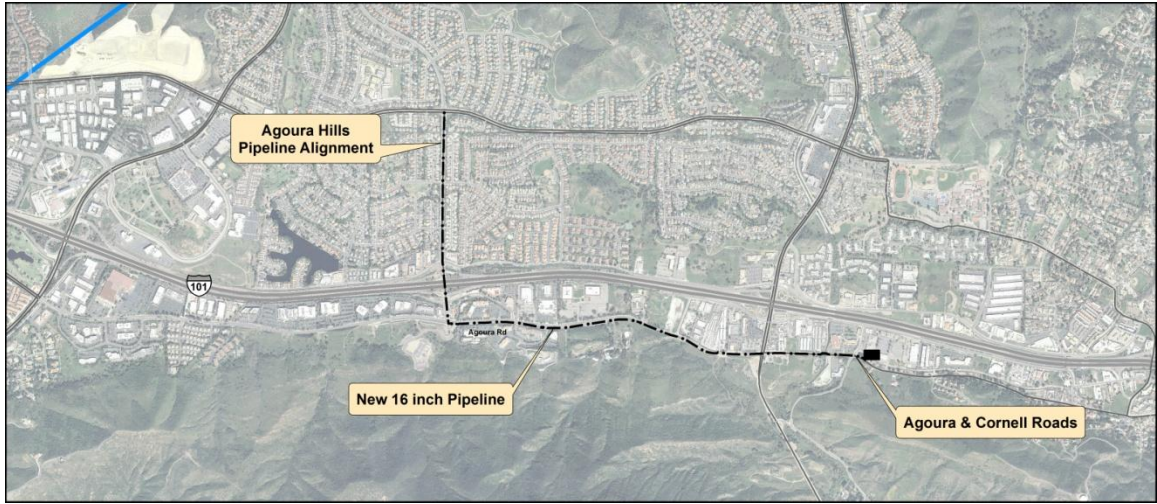 Agoura Hills
Pipeline Alignment
101
Agoura Rd
New 16 inch Pipeline
Agoura & Cornell Roads